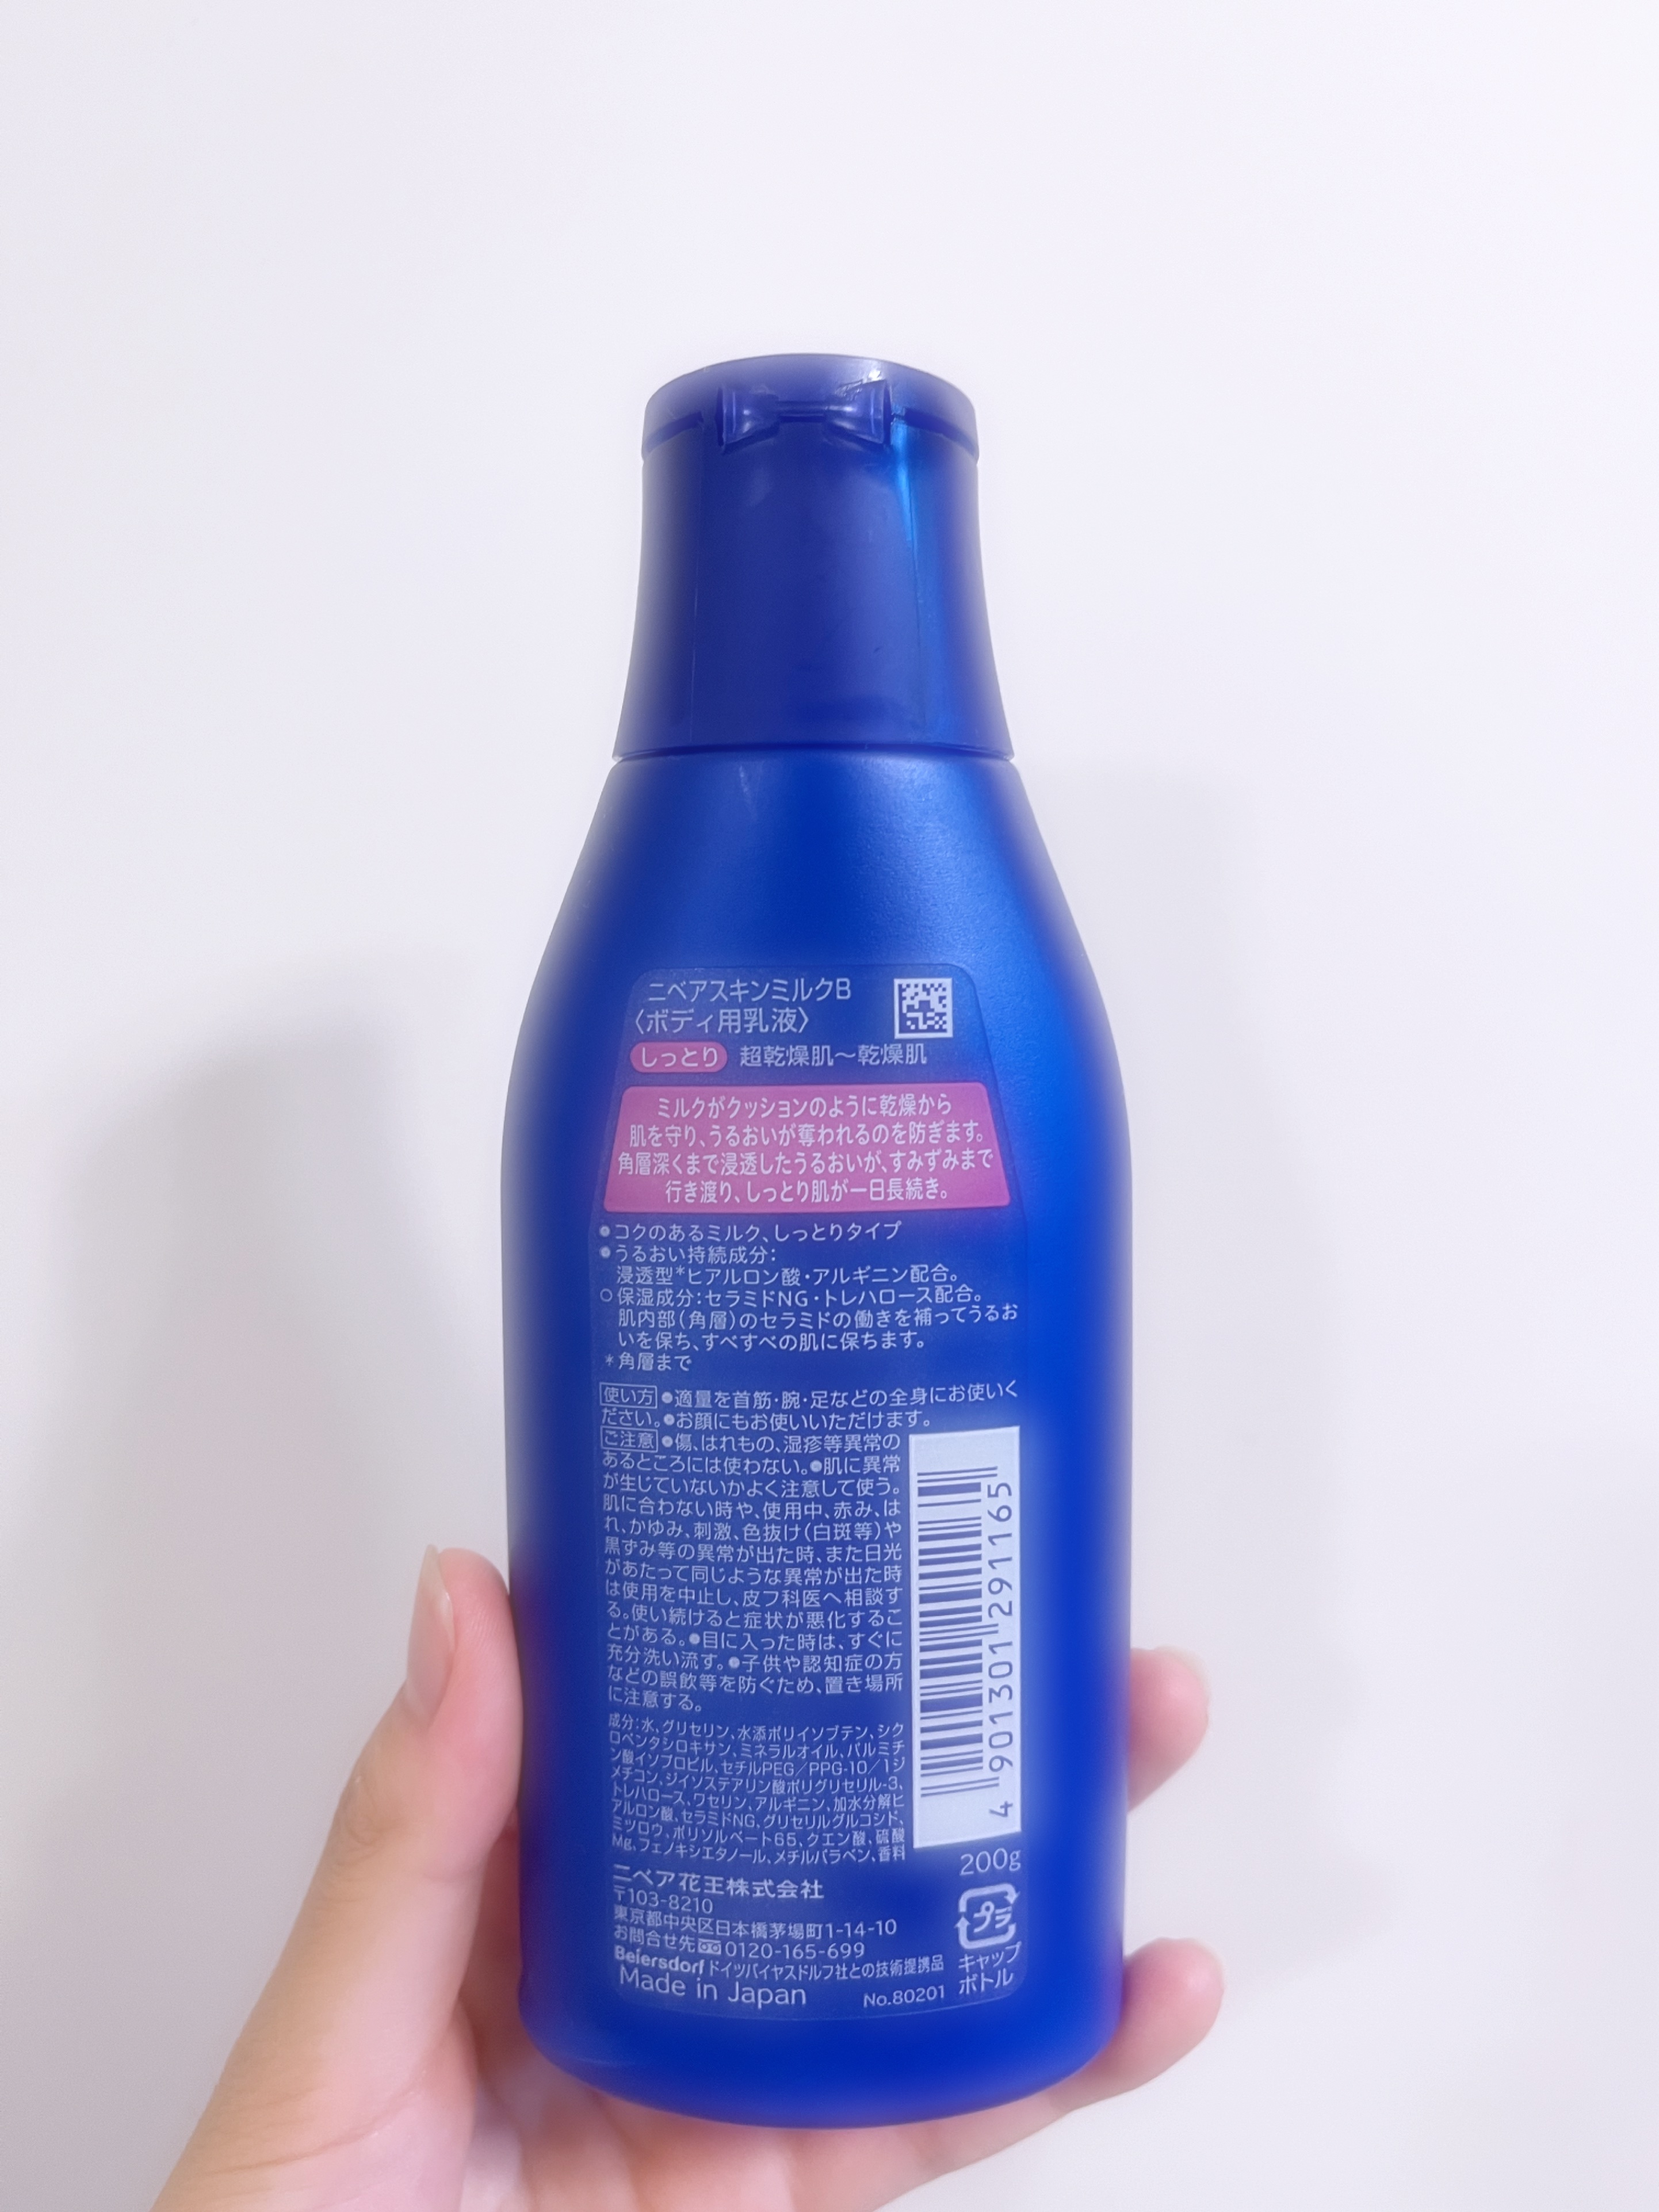 ニベアスキンミルクB
〈ボディ用乳液〉
しっとり 超乾燥肌～乾燥肌
ミルクがクッションのように乾燥から
肌を守り、うるおいが奪われるのを防ぎます。
角層深くまで浸透したうるおいが、すみずみまで
行き渡り、しっとり肌が一日長続き。
●コクのあるミルク、しっとりタイプ
●うるおい持続成分：
浸透型*ヒアルロン酸・アルギニン配合。
○保湿成分：セラミドNG・トレハロース配合。
肌内部（角層）のセラミドの働きを補ってうるお
いを保ち、すべすべの肌に保ちます。
*角層まで
使い方 ●適量を首筋・腕・足などの全身にお使いく
ださい。●お顔にもお使いいただけます。
ご注意 ●傷、はれもの、湿疹等異常の
あるところには使わない。●肌に異常
が生じていないかよく注意して使う。
肌に合わない時や、使用中、赤み、は
れ、かゆみ、刺激、色抜け（白斑等）や
黒ずみ等の異常が出た時、また日光
があたって同じような異常が出た時
は使用を中止し、皮フ科医へ相談す
る。使い続けると症状が悪化するこ
とがある。●目に入った時は、すぐに
充分洗い流す。●子供や認知症の方
などの誤飲等を防ぐため、置き場所
に注意する。
成分：水、グリセリン、水添ポリイソブテン、シク
ロペンタシロキサン、ミネラルオイル、パルミチ
ン酸イソプロピル、セチルPEG／PPG-10／1ジ
メチコン、ジイソステアリン酸ポリグリセリル-3、
トレハロース、ワセリン、アルギニン、加水分解ヒ
アルロン酸、セラミドNG、グリセリルグルコシド、
ミツロウ、ポリソルベート65、クエン酸、硫酸
Mg、フェノキシエタノール、メチルパラベン、香料
4 901301 291165
200g
ニベア花王株式会社
〒103-8210
東京都中央区日本橋茅場町1-14-10
お問合せ先 0120-165-699
Beiersdorf ドイツバイヤスドルフ社との技術提携品
Made in Japan
No.80201
プラ
キャップ
ボトル